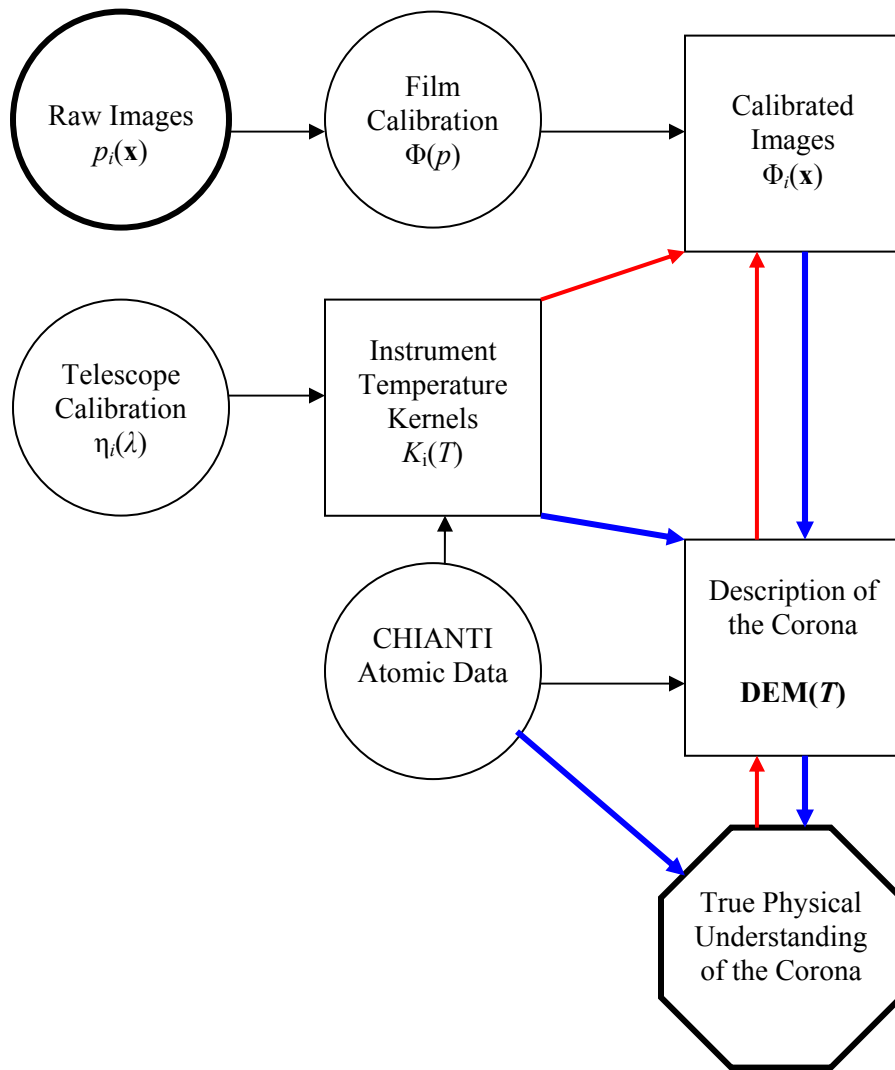 Raw Images
pᵢ(x)
Film
Calibration
Φ(p)
Calibrated
Images
Φᵢ(x)
Telescope
Calibration
ηᵢ(λ)
Instrument
Temperature
Kernels
Kᵢ(T)
CHIANTI
Atomic Data
Description of
the Corona
DEM(T)
True Physical
Understanding
of the Corona